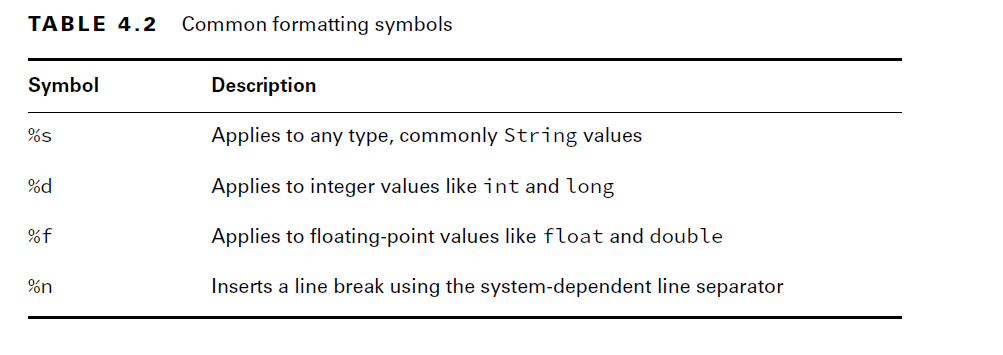 TABLE 4.2 Common formatting symbols
Symbol Description
%s Applies to any type, commonly String values
%d Applies to integer values like int and long
%f Applies to floating-point values like float and double
%n Inserts a line break using the system-dependent line separator